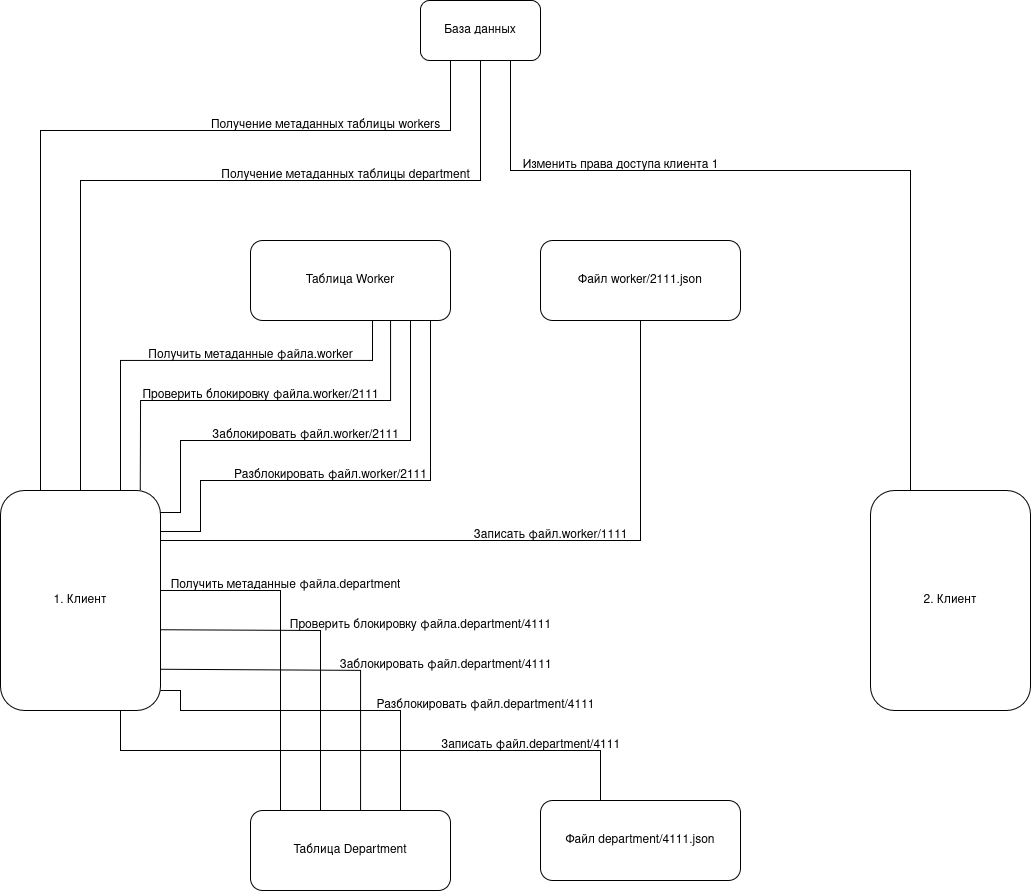 База данных
Получение метаданных таблицы workers
Изменить права доступа клиента 1
Получение метаданных таблицы department
Таблица Worker
Файл worker/2111.json
Получить метаданные файла.worker
Проверить блокировку файла.worker/2111
Заблокировать файл.worker/2111
Разблокировать файл.worker/2111
Записать файл.worker/1111
Получить метаданные файла.department
1. Клиент
2. Клиент
Проверить блокировку файла.department/4111
Заблокировать файл.department/4111
Разблокировать файл.department/4111
Записать файл.department/4111
Таблица Department
Файл department/4111.json